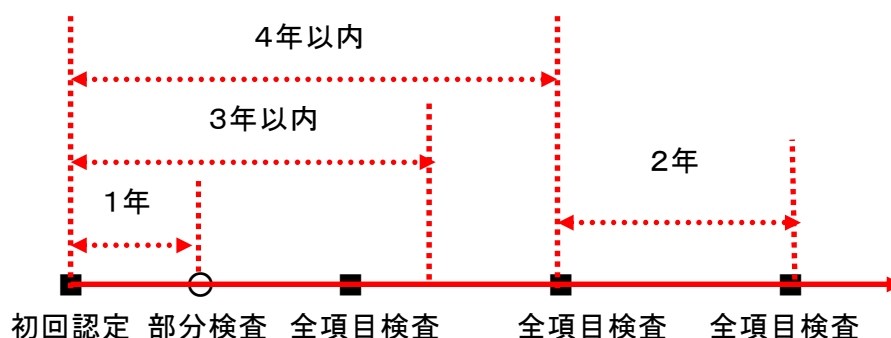 ４年以内
３年以内
１年
２年
初回認定 部分検査 全項目検査 全項目検査 全項目検査